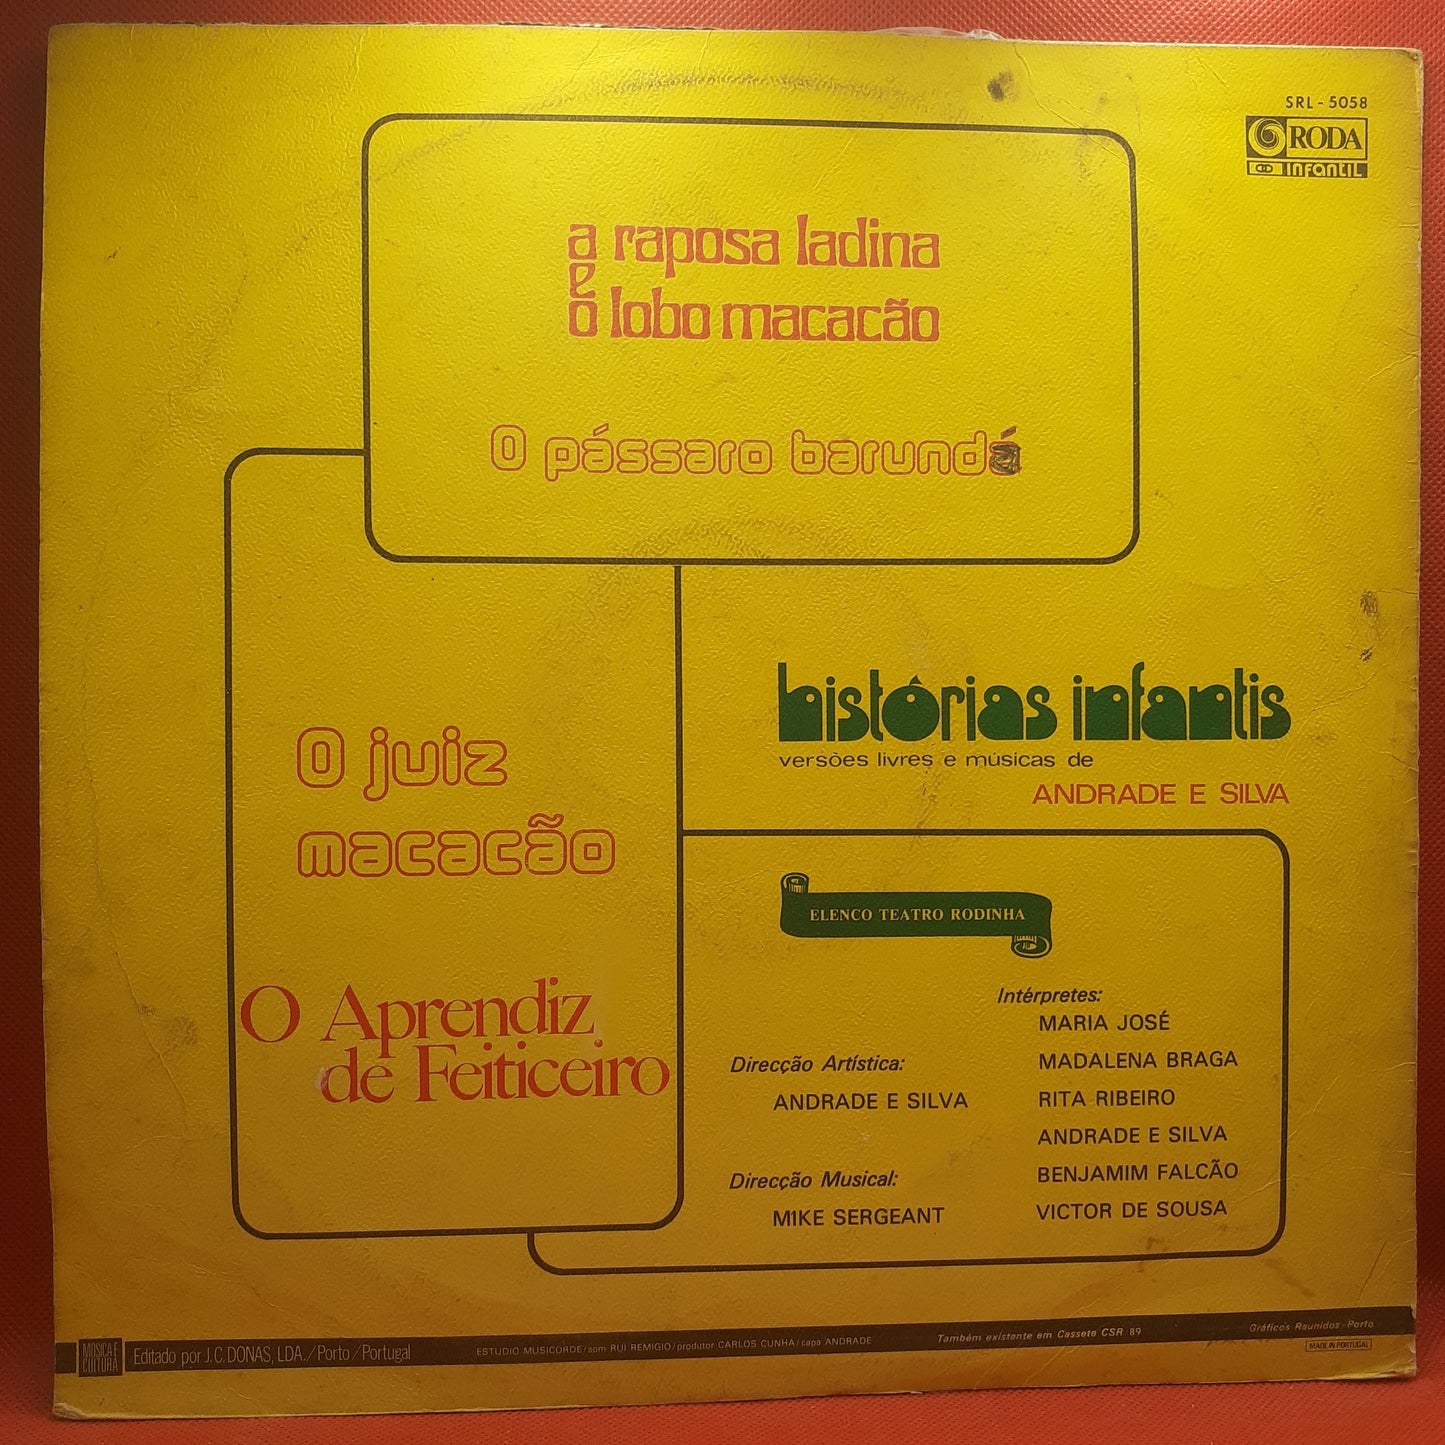 SRL - 5058
RODA
INFANTIL
a raposa ladina
e
o lobo macacão
O pássaro barundá
histórias infantis
versões livres e músicas de
ANDRADE E SILVA
O juiz
macacão
O Aprendiz
de Feiticeiro
ELENCO TEATRO RODINHA
Direcção Artística:
ANDRADE E SILVA
Direcção Musical:
MIKE SERGEANT
Intérpretes:
MARIA JOSÉ
MADALENA BRAGA
RITA RIBEIRO
ANDRADE E SILVA
BENJAMIM FALCÃO
VICTOR DE SOUSA
MÚSICA E
CULTURA
Editado por J.C. DONAS, LDA./Porto/Portugal
ESTUDIO MUSICORDE/som RUI REMIGIO/produtor CARLOS CUNHA/capa ANDRADE
Também existente em Cassete CSR 89
Gráficos Reunidos-Porto
MADE IN PORTUGAL